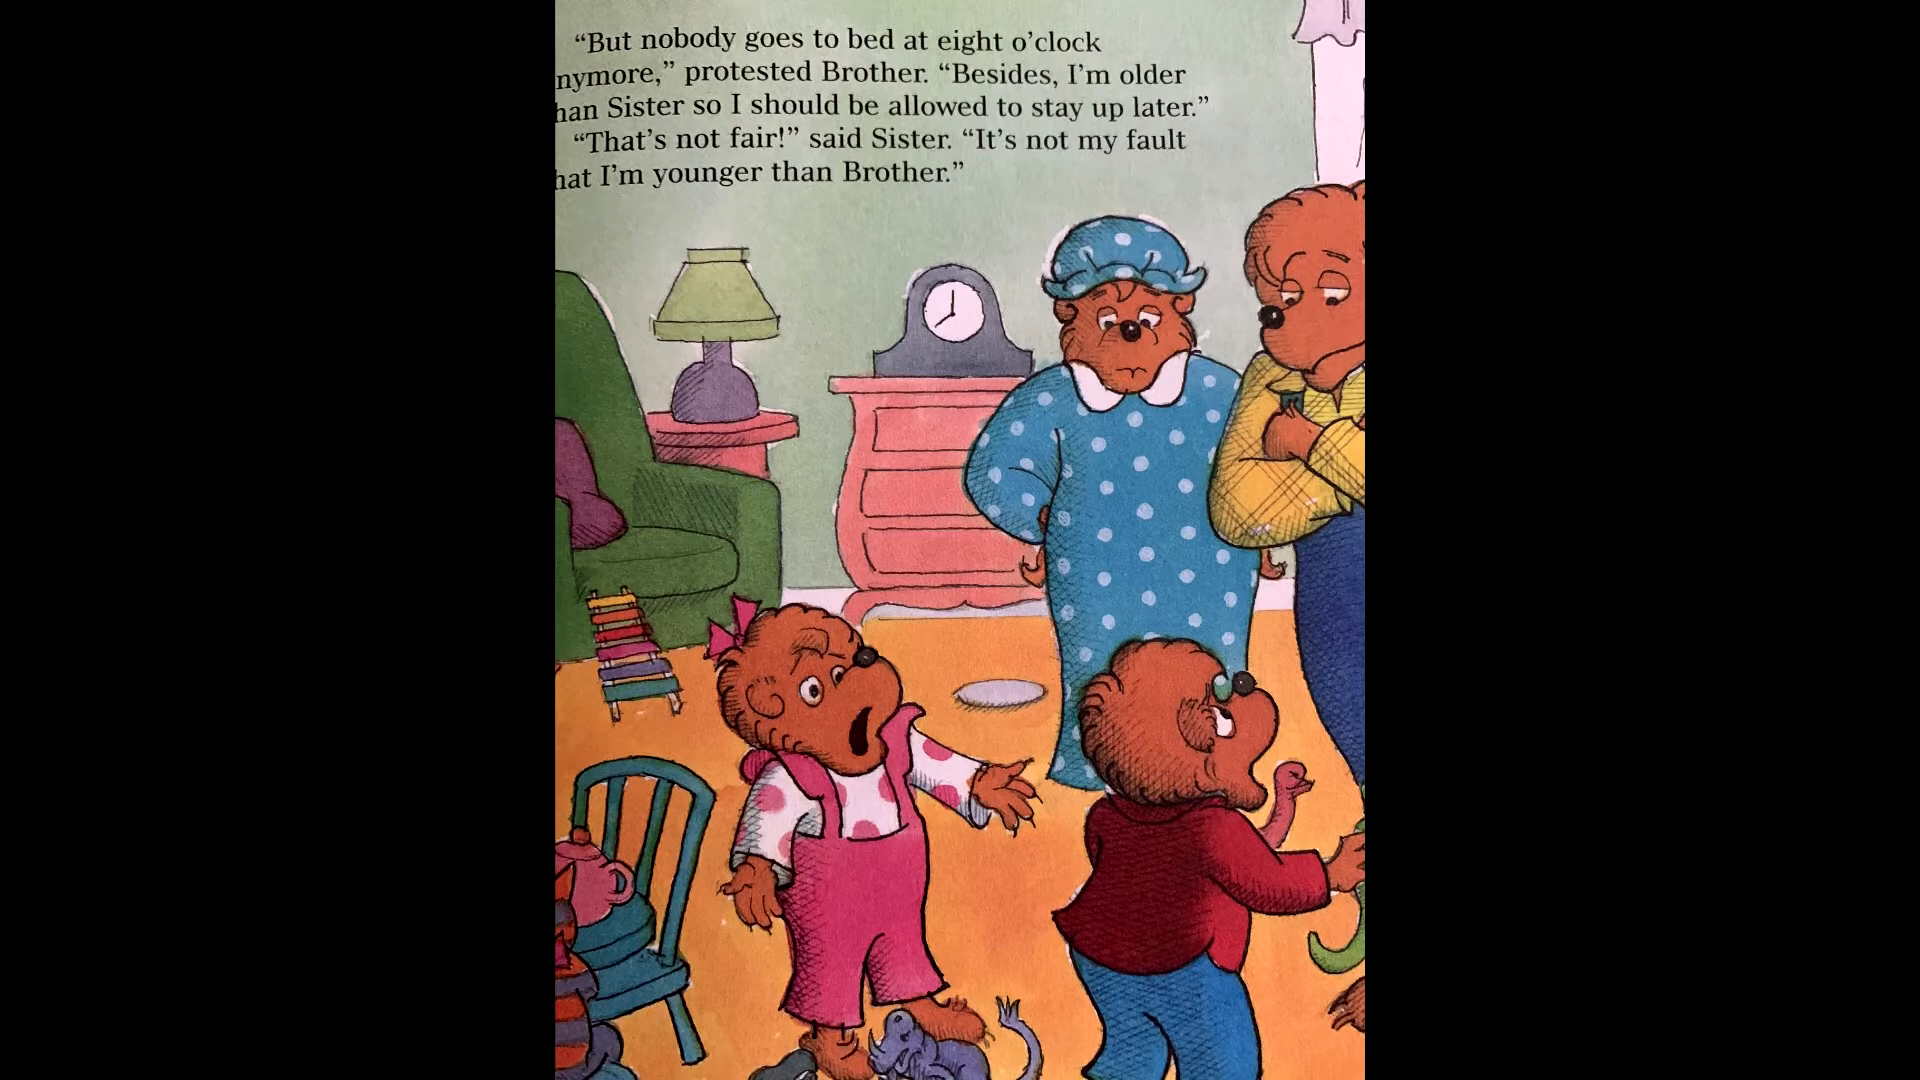 “But nobody goes to bed at eight o’clock
nymore,” protested Brother. “Besides, I’m older
han Sister so I should be allowed to stay up later.”
“That’s not fair!” said Sister. “It’s not my fault
hat I’m younger than Brother.”